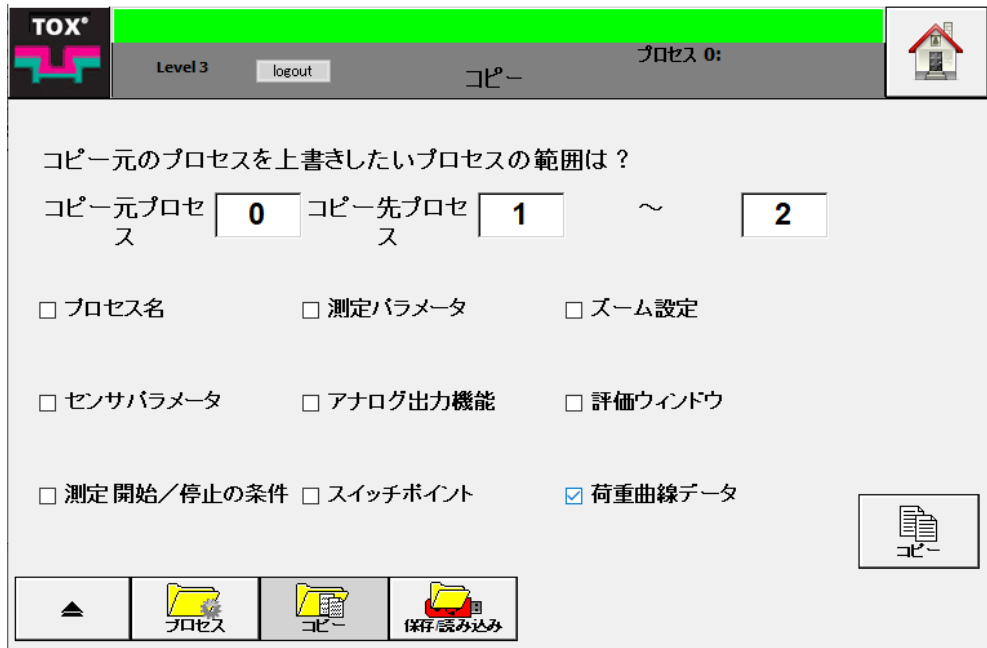 TOX®
プロセス 0:
Level 3
logout
コピー
コピー元のプロセスを上書きしたいプロセスの範囲は？
コピー元プロセ
ス
0
コピー先プロセ
ス
1
～
2
プロセス名
測定パラメータ
ズーム設定
センサパラメータ
アナログ出力機能
評価ウィンドウ
測定 開始／停止の条件
スイッチポイント
荷重曲線データ
コピー
プロセス
コピー
保存/読み込み